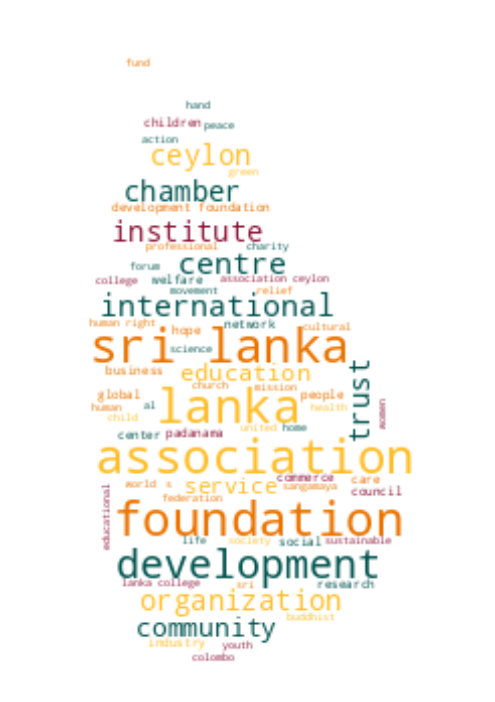 fund
hand
children peace
action
ceylon
green
chamber
development foundation
institute
professional charity
centre
forum
college welfare association ceylon
movement relief
international
human right network cultural
hope
sri lanka
science
business education
church mission
global people
lanka trust
human al health
child women
united home
center padanama
association
commerce
world s service sangamaya care
council
federation
educational
foundation
life society social sustainable
development
lanka college sri research
organization
buddhist
community
industry youth
colombo